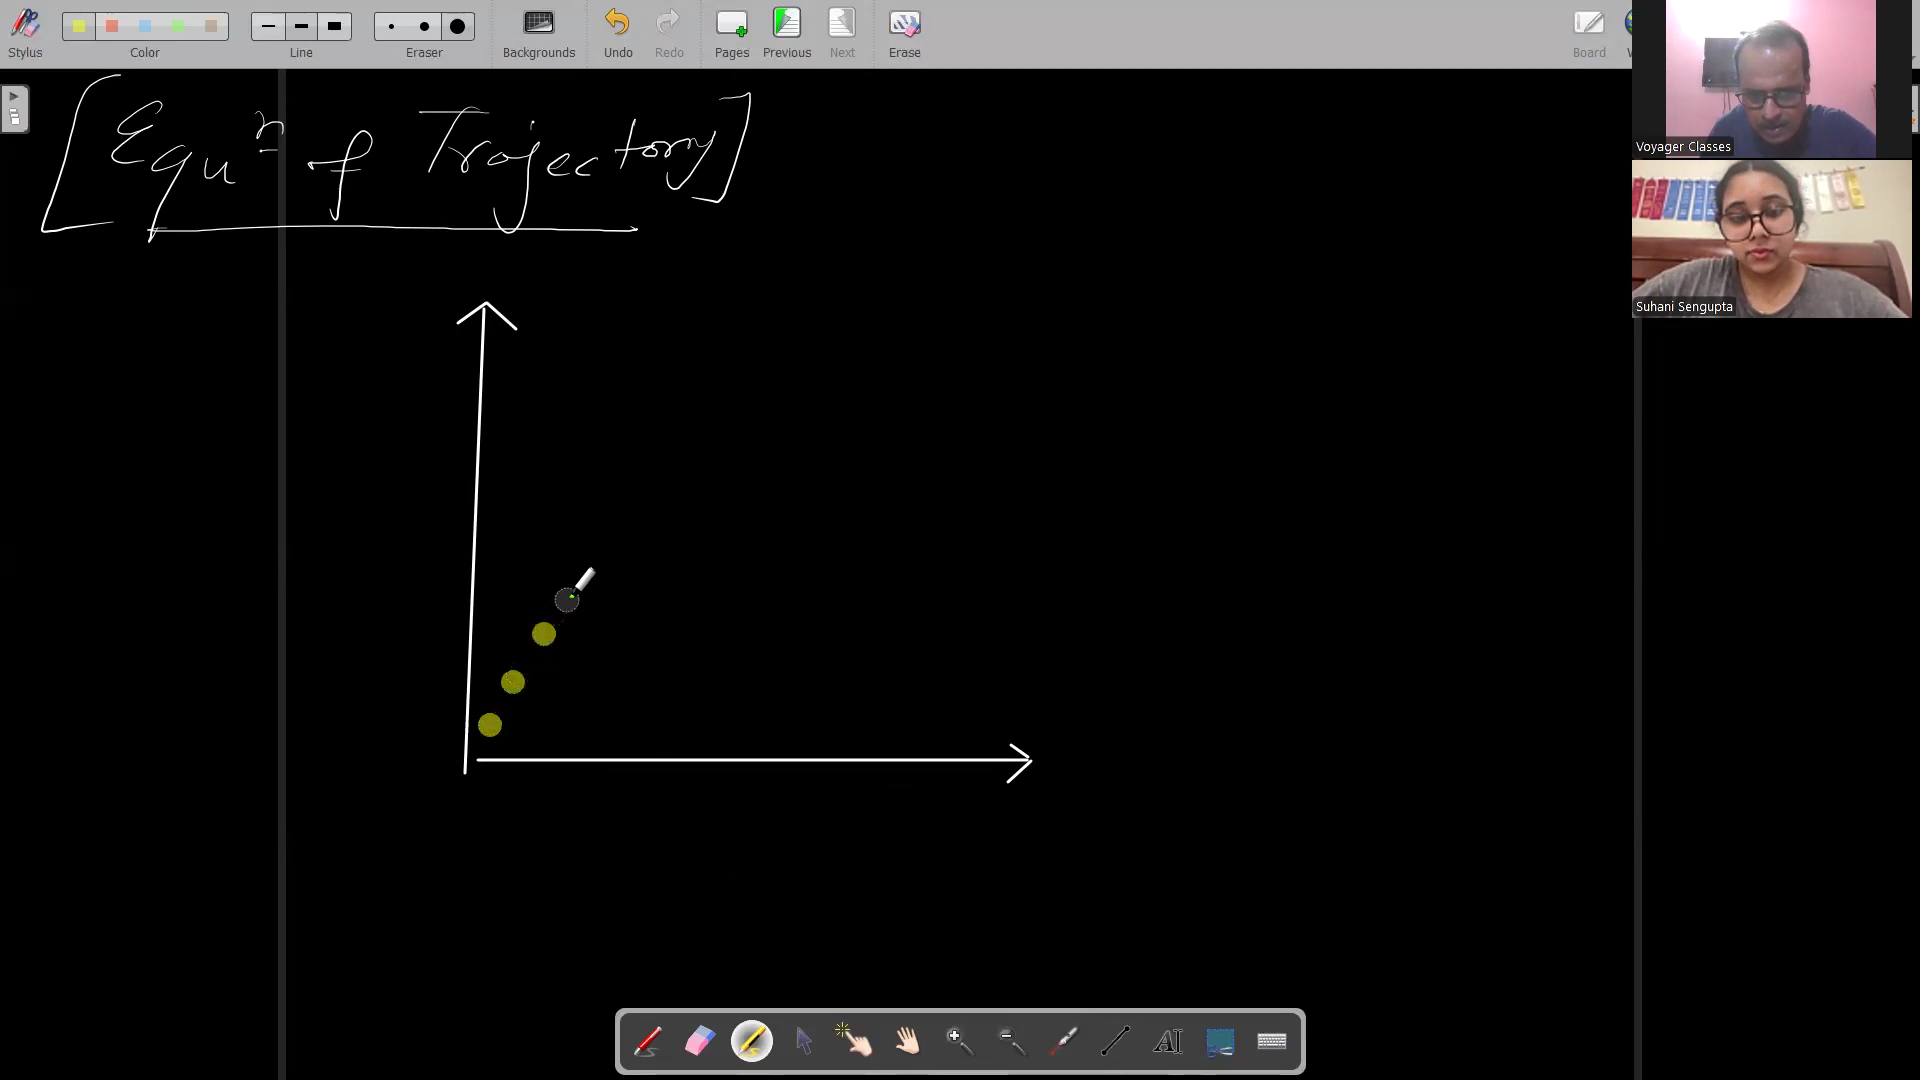 Stylus Color Line Eraser Backgrounds Undo Redo Pages Previous Next Erase Board
[Equⁿ of Trajectory]
Voyager Classes
Suhani Sengupta
AI